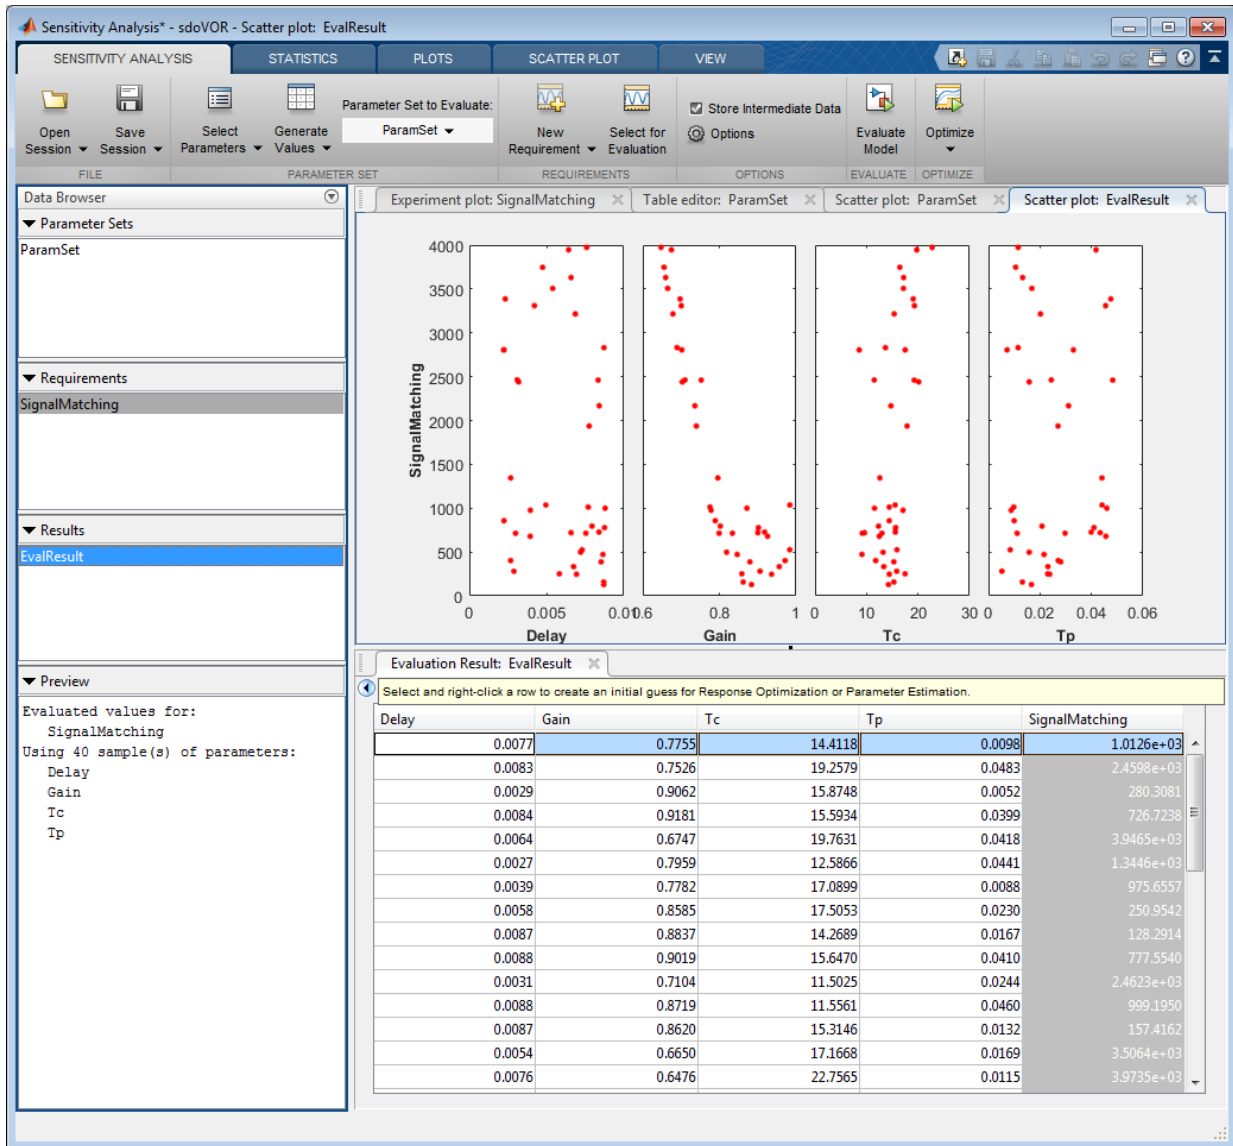 Sensitivity Analysis* - sdoVOR - Scatter plot: EvalResult
SENSITIVITY ANALYSIS STATISTICS PLOTS SCATTER PLOT VIEW
Open Session Save Session Select Parameters Generate Values Parameter Set to Evaluate: ParamSet New Requirement Select for Evaluation Store Intermediate Data Options Evaluate Model Optimize
FILE PARAMETER SET REQUIREMENTS OPTIONS EVALUATE OPTIMIZE
Data Browser
Parameter Sets
ParamSet
Requirements
SignalMatching
Results
EvalResult
Preview
Evaluated values for:
SignalMatching
Using 40 sample(s) of parameters:
Delay
Gain
Tc
Tp
Experiment plot: SignalMatching Table editor: ParamSet Scatter plot: ParamSet Scatter plot: EvalResult
SignalMatching
4000
3500
3000
2500
2000
1500
1000
500
0
0 0.005 0.01 0.6 0.8 1 0 10 20 30 0 0.02 0.04 0.06
Delay Gain Tc Tp
Evaluation Result: EvalResult
Select and right-click a row to create an initial guess for Response Optimization or Parameter Estimation.
Delay Gain Tc Tp SignalMatching
0.0077 0.7755 14.4118 0.0098 1.0126e+03
0.0083 0.7526 19.2579 0.0483 2.4598e+03
0.0029 0.9062 15.8748 0.0052 280.3081
0.0084 0.9181 15.5934 0.0399 726.7238
0.0064 0.6747 19.7631 0.0418 3.9465e+03
0.0027 0.7959 12.5866 0.0441 1.3446e+03
0.0039 0.7782 17.0899 0.0088 975.6557
0.0058 0.8585 17.5053 0.0230 250.9542
0.0087 0.8837 14.2689 0.0167 128.2914
0.0088 0.9019 15.6470 0.0410 777.5540
0.0031 0.7104 11.5025 0.0244 2.4623e+03
0.0088 0.8719 11.5561 0.0460 999.1950
0.0087 0.8620 15.3146 0.0132 157.4162
0.0054 0.6650 17.1668 0.0169 3.5064e+03
0.0076 0.6476 22.7565 0.0115 3.9735e+03